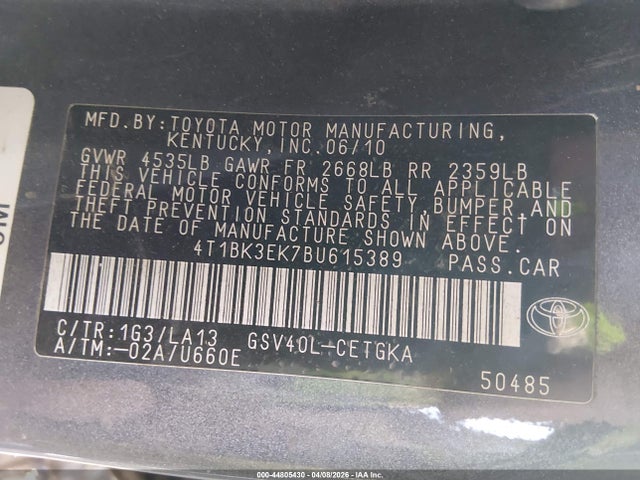 MFD.BY:TOYOTA MOTOR MANUFACTURING,
KENTUCKY,INC.06/10
GVWR 4535LB GAWR FR 2668LB RR 2359LB
THIS VEHICLE CONFORMS TO ALL APPLICABLE
FEDERAL MOTOR VEHICLE SAFETY,BUMPER,AND
THEFT PREVENTION STANDARDS IN EFFECT ON
THE DATE OF MANUFACTURE SHOWN ABOVE.
4T1BK3EK7BU615389 PASS.CAR
C/TR:1G3/LA13 GSV40L-CETGKA
A/TM:-02A/U660E
50485
000-44805430 - 04/08/2026 - IAA Inc.